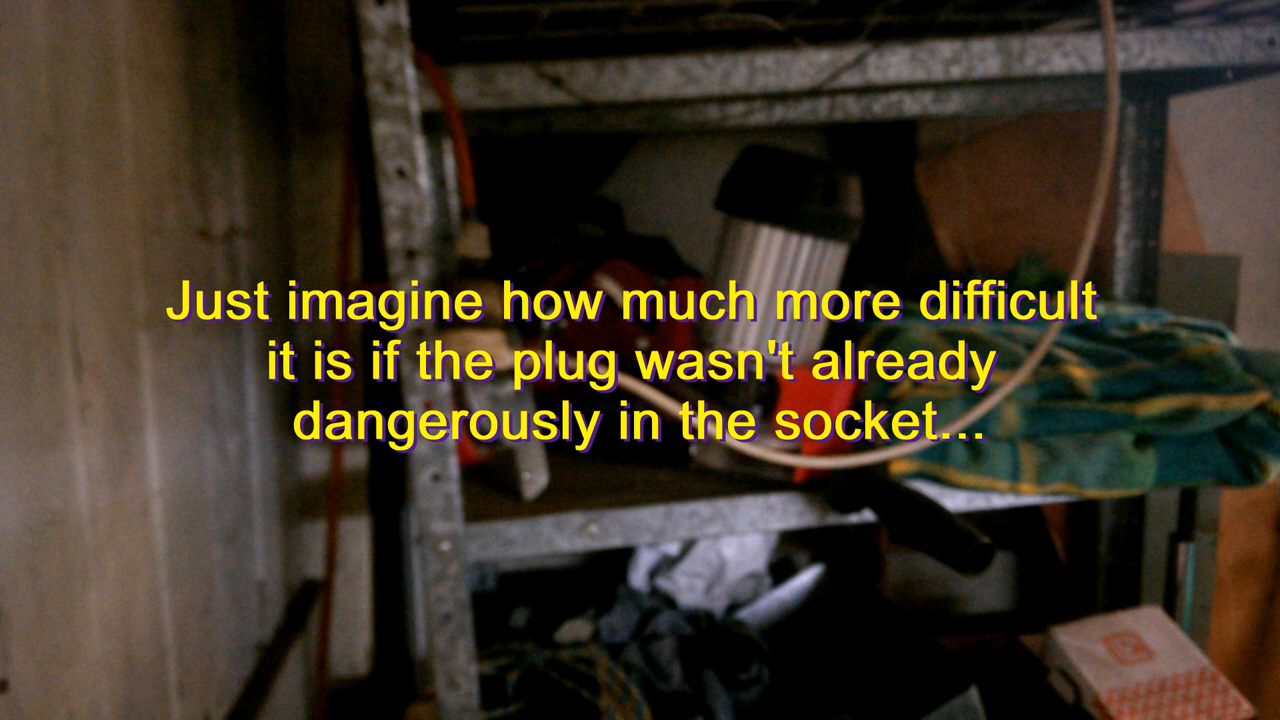 Just imagine how much more difficult
it is if the plug wasn't already
dangerously in the socket...